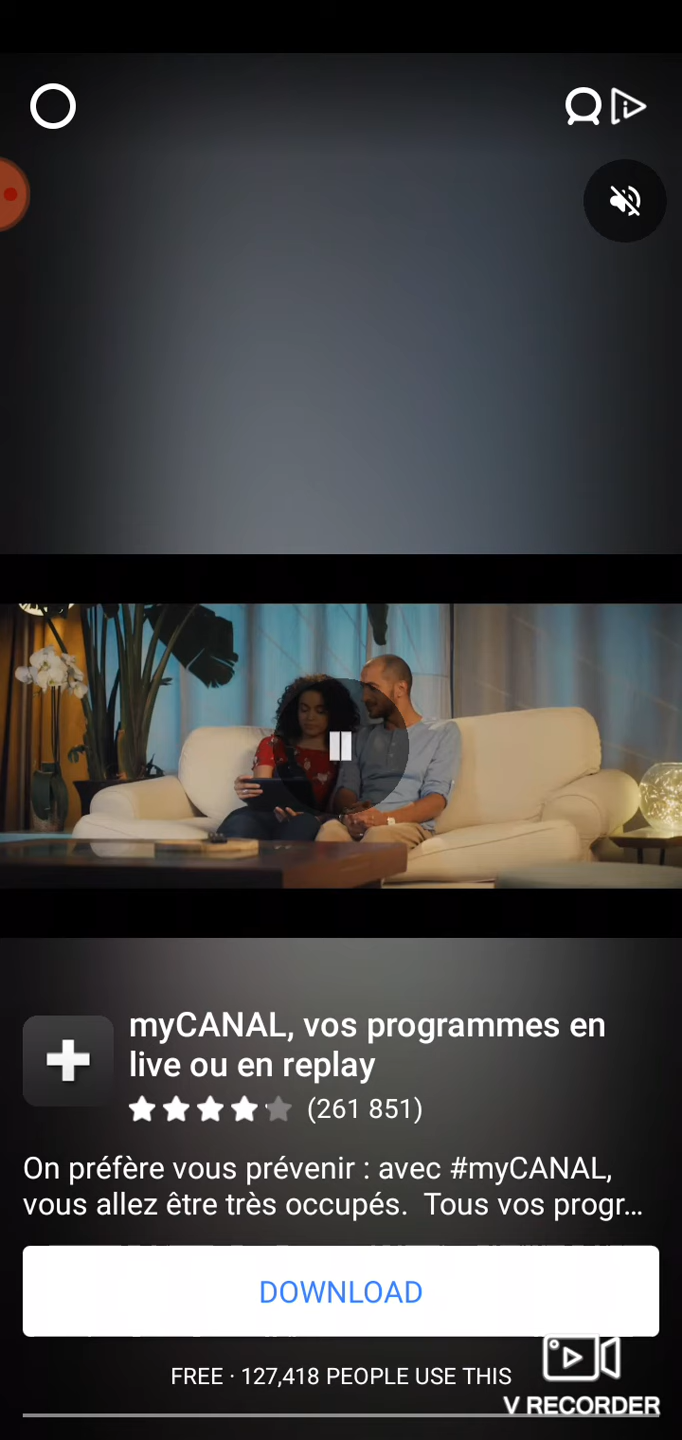 myCANAL, vos programmes en
live ou en replay
(261 851)
On préfère vous prévenir : avec #myCANAL,
vous allez être très occupés.  Tous vos progr...
DOWNLOAD
FREE · 127,418 PEOPLE USE THIS
V RECORDER